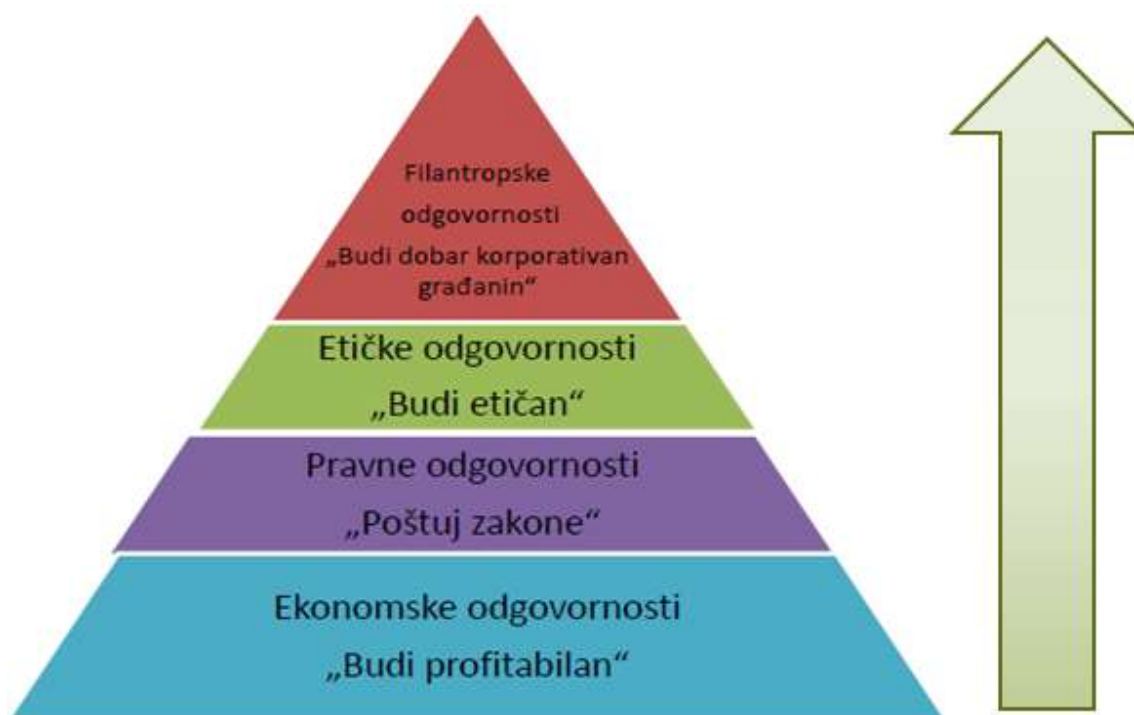 Filantropske
odgovornosti
„Budi dobar korporativan
građanin“
Etičke odgovornosti
„Budi etičan“
Pravne odgovornosti
„Poštuj zakone“
Ekonomske odgovornosti
„Budi profitabilan“